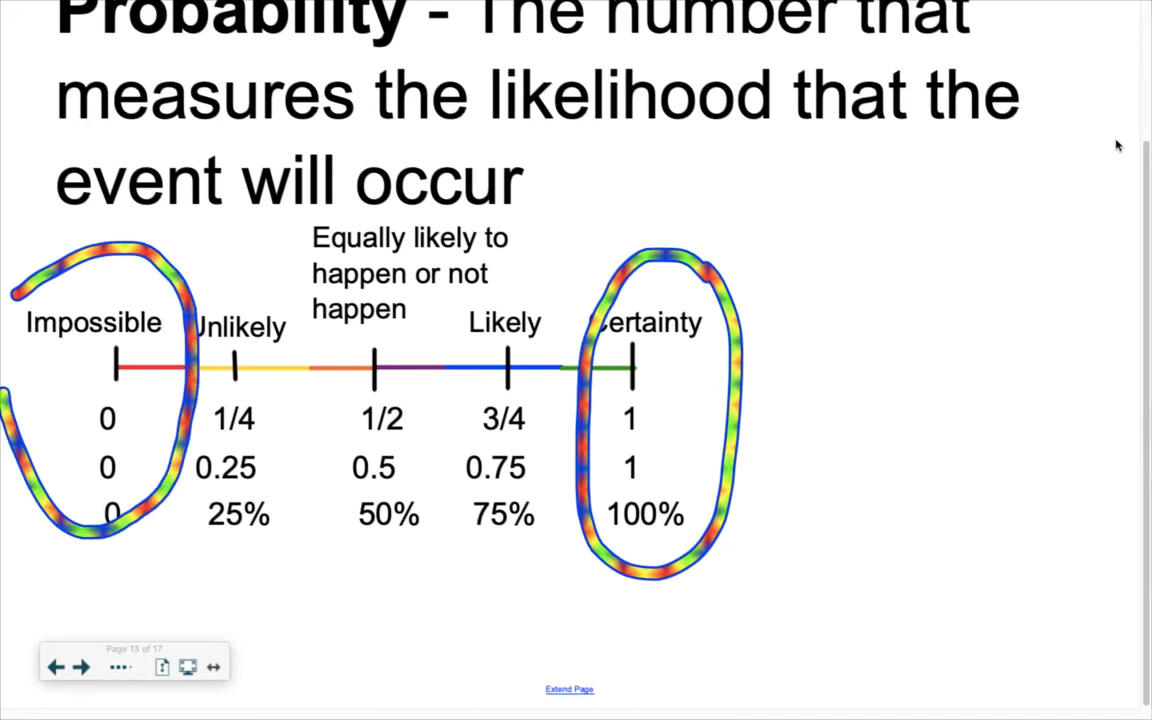 Probability - The number that
measures the likelihood that the
event will occur
Equally likely to
happen or not
happen
Impossible Unlikely Likely Certainty
0 1/4 1/2 3/4 1
0 0.25 0.5 0.75 1
0 25% 50% 75% 100%
Page 13 of 17
Extend Page